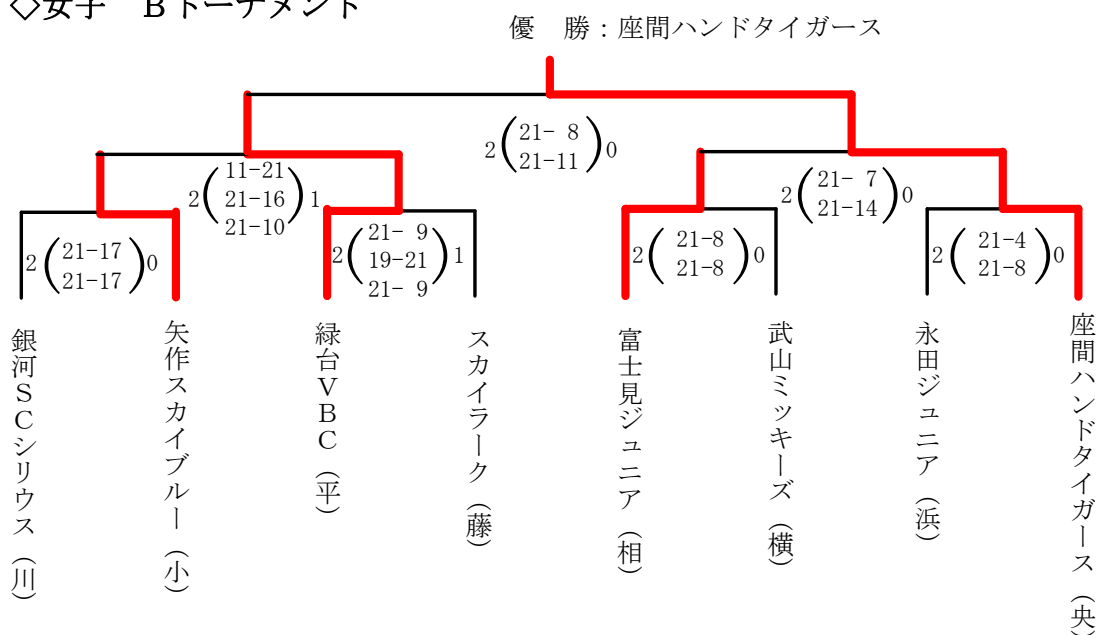 ◇女子　Bトーナメント
優　勝：座間ハンドタイガース
2(21- 8 21-11)0
2(11-21 21-16 21-10)1
2(21- 7 21-14)0
2(21-17 21-17)0
2(21- 9 19-21 21- 9)1
2(21-8 21-8)0
2(21-4 21-8)0
銀河SCシリウス（川）
矢作スカイブルー（小）
緑台VBC（平）
スカイラーク（藤）
富士見ジュニア（相）
武山ミッキーズ（横）
永田ジュニア（浜）
座間ハンドタイガース（央）